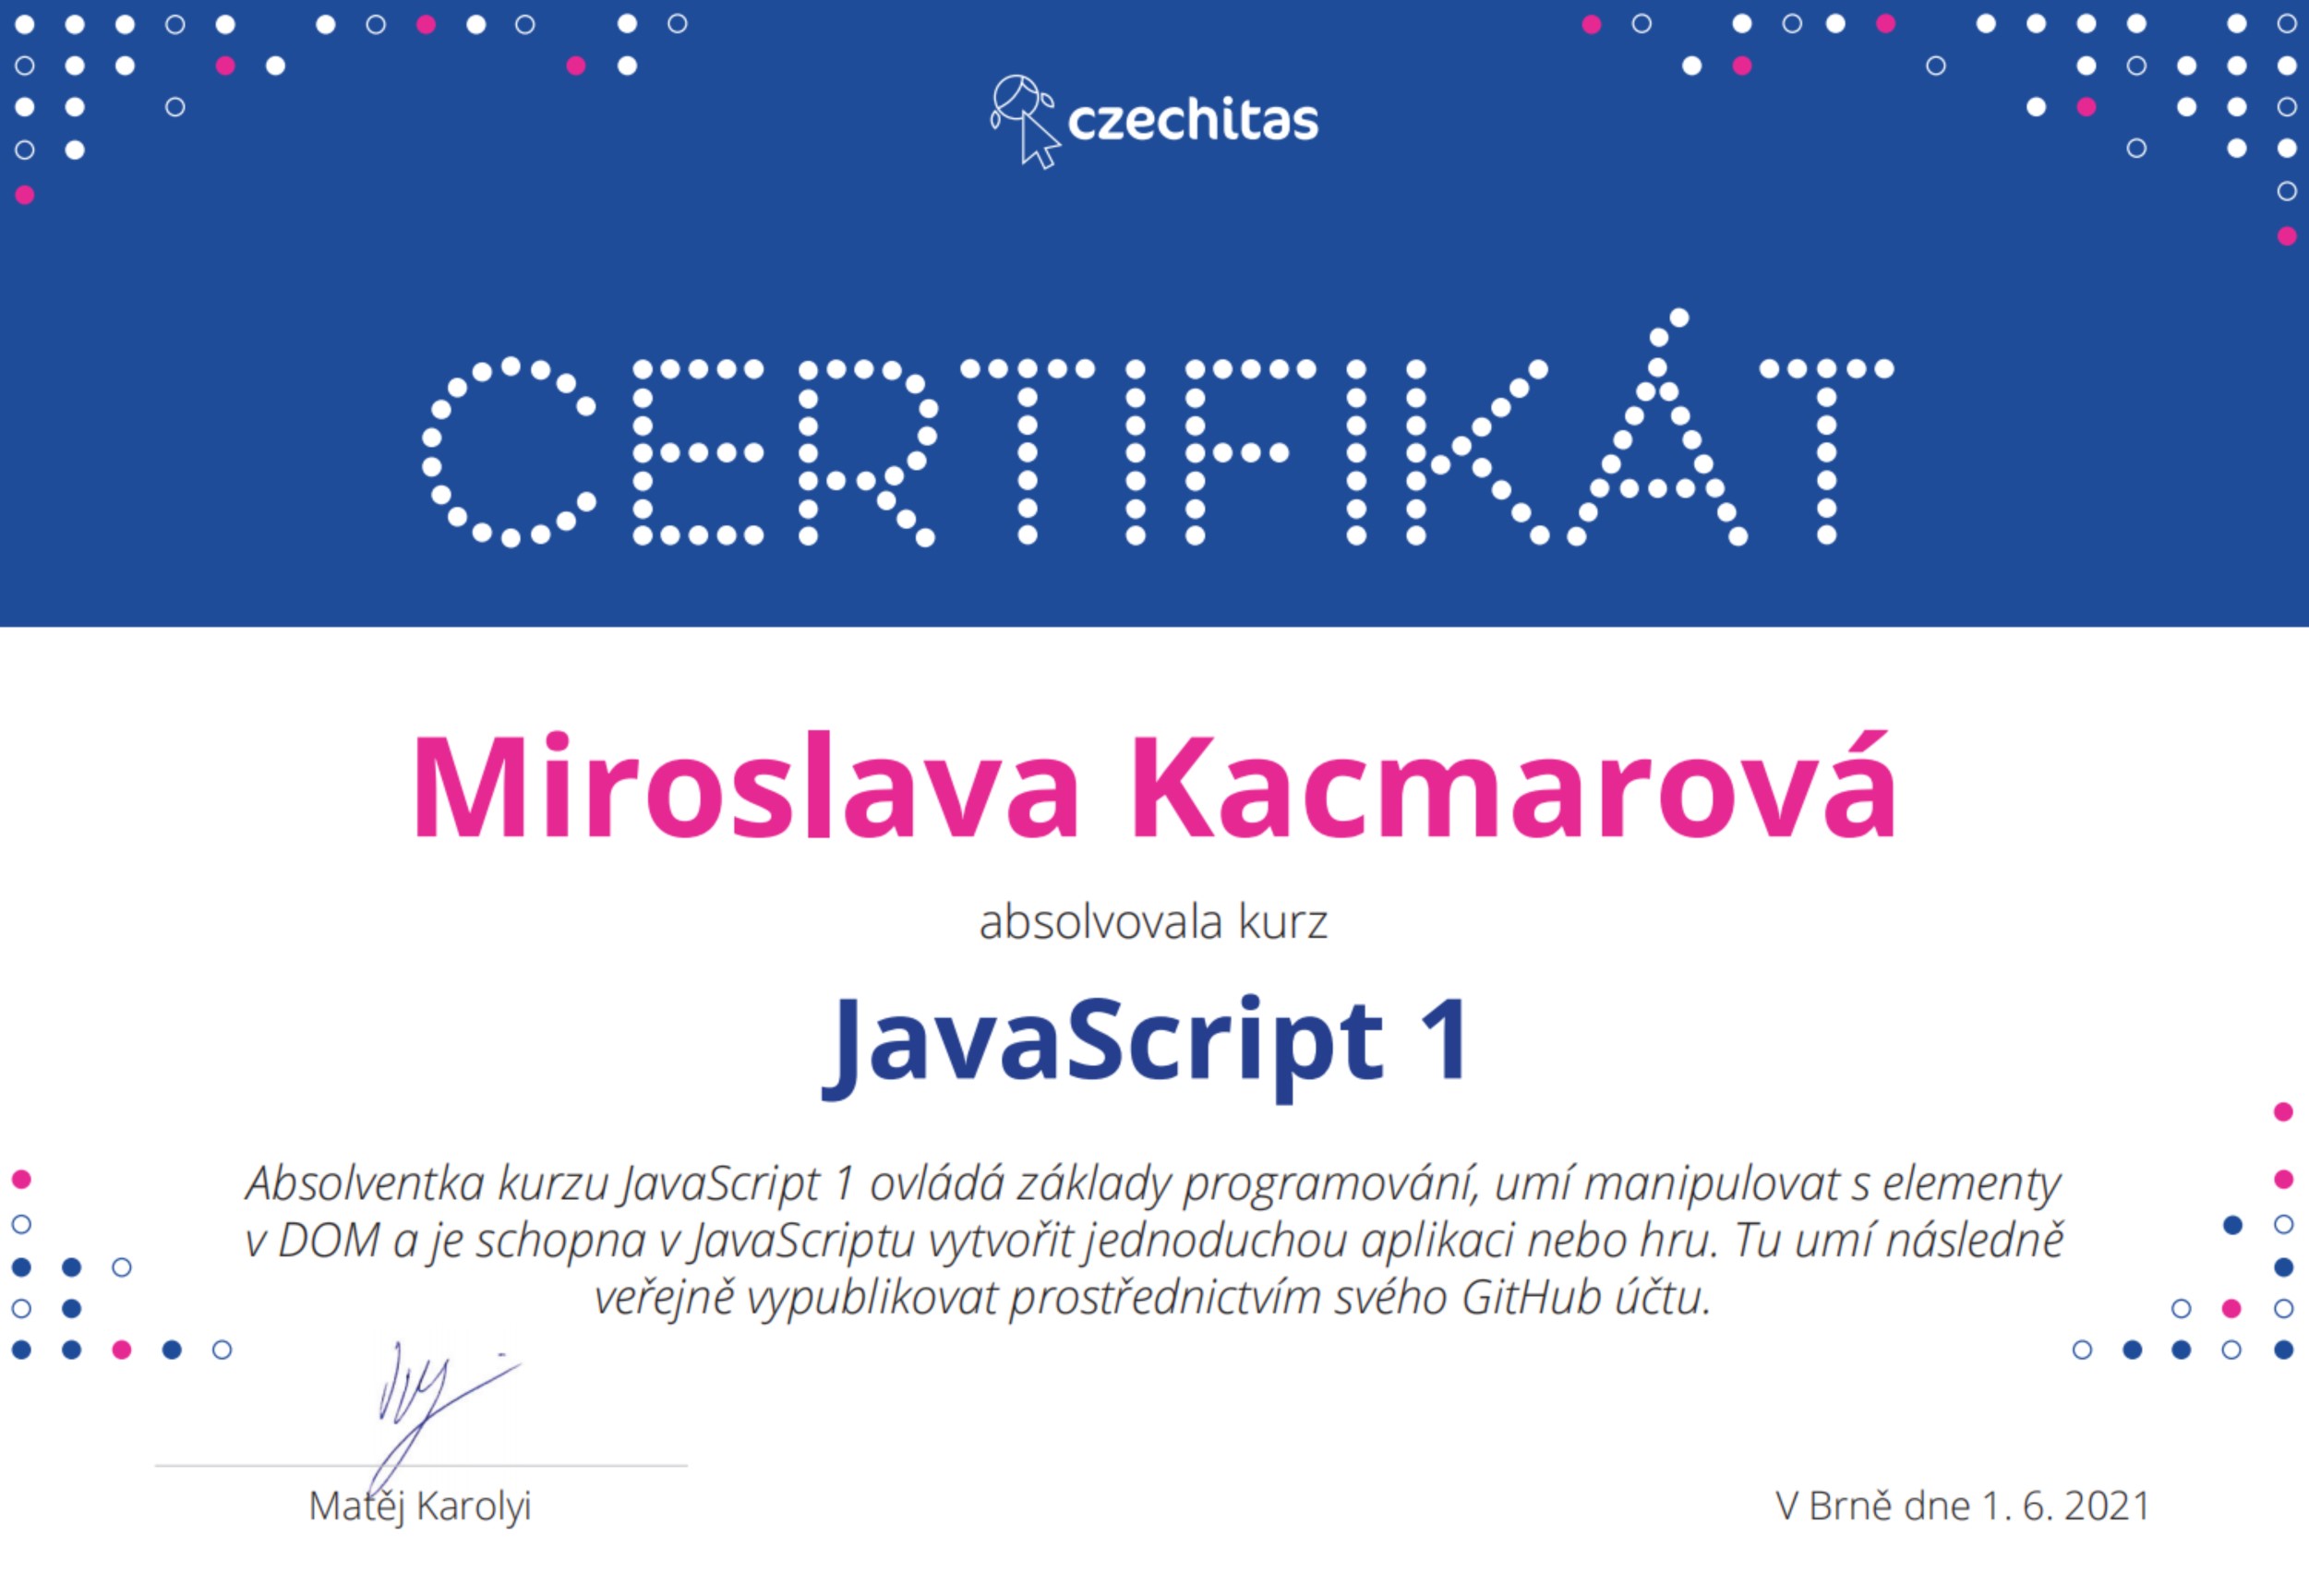 czechitas
CERTIFIKÁT
Miroslava Kacmarová
absolvovala kurz
JavaScript 1
Absolventka kurzu JavaScript 1 ovládá základy programování, umí manipulovat s elementy
v DOM a je schopna v JavaScriptu vytvořit jednoduchou aplikaci nebo hru. Tu umí následně
veřejně vypublikovat prostřednictvím svého GitHub účtu.
Matěj Karolyi
V Brně dne 1. 6. 2021